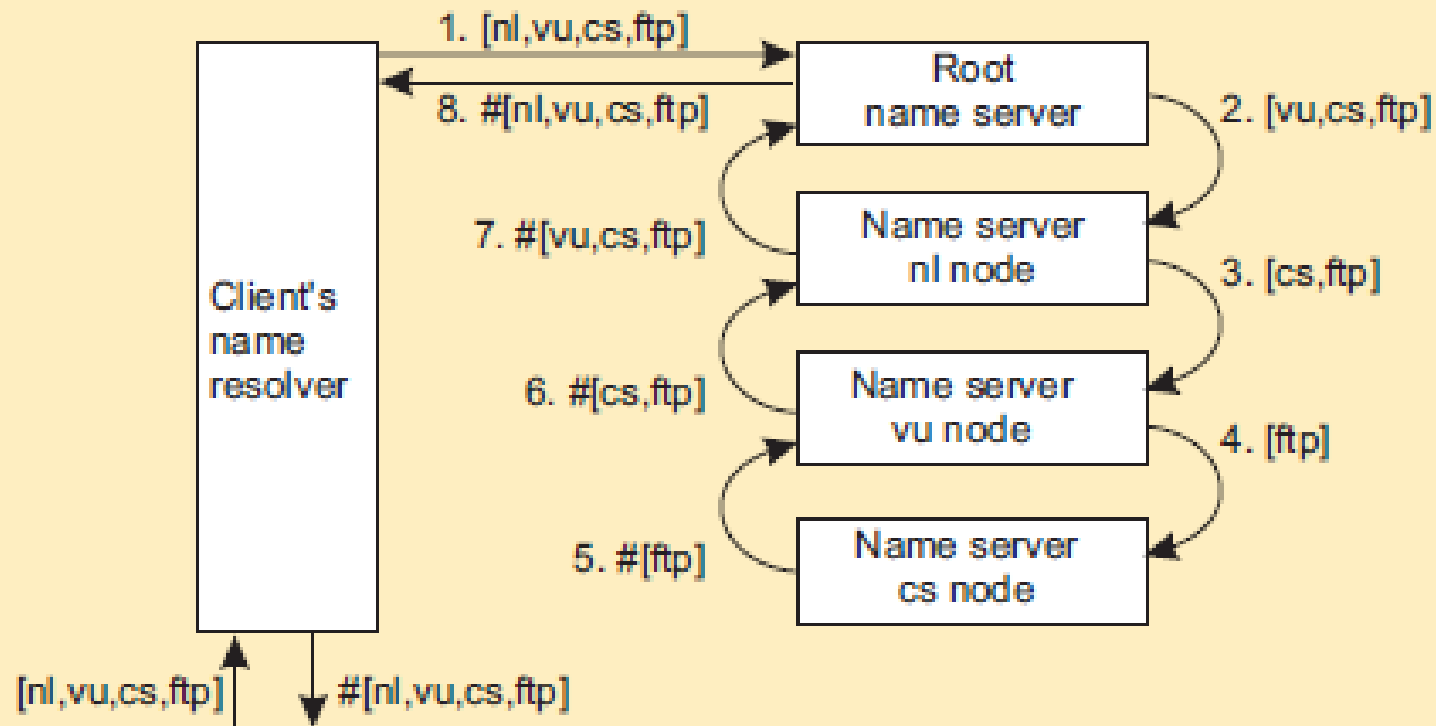 1. [nl,vu,cs,ftp]
Root
name server
8. #[nl,vu,cs,ftp]
2. [vu,cs,ftp]
Name server
nl node
7. #[vu,cs,ftp]
3. [cs,ftp]
Client's
name
resolver
Name server
vu node
6. #[cs,ftp]
4. [ftp]
Name server
cs node
5. #[ftp]
[nl,vu,cs,ftp]
#[nl,vu,cs,ftp]